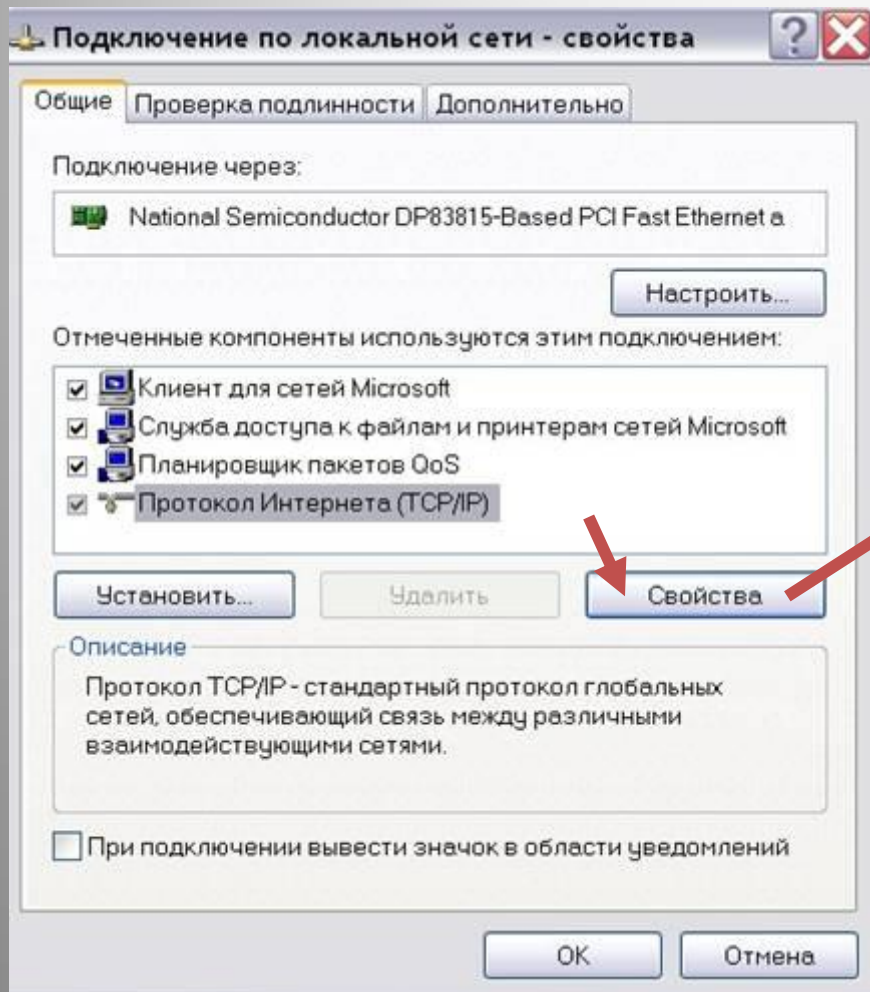 Подключение по локальной сети - свойства
Общие
Проверка подлинности
Дополнительно
Подключение через:
National Semiconductor DP83815-Based PCI Fast Ethernet a
Настроить...
Отмеченные компоненты используются этим подключением:
Клиент для сетей Microsoft
Служба доступа к файлам и принтерам сетей Microsoft
Планировщик пакетов QoS
Протокол Интернета (TCP/IP)
Установить...
Удалить
Свойства
Описание
Протокол TCP/IP - стандартный протокол глобальных
сетей, обеспечивающий связь между различными
взаимодействующими сетями.
При подключении вывести значок в области уведомлений
OK
Отмена